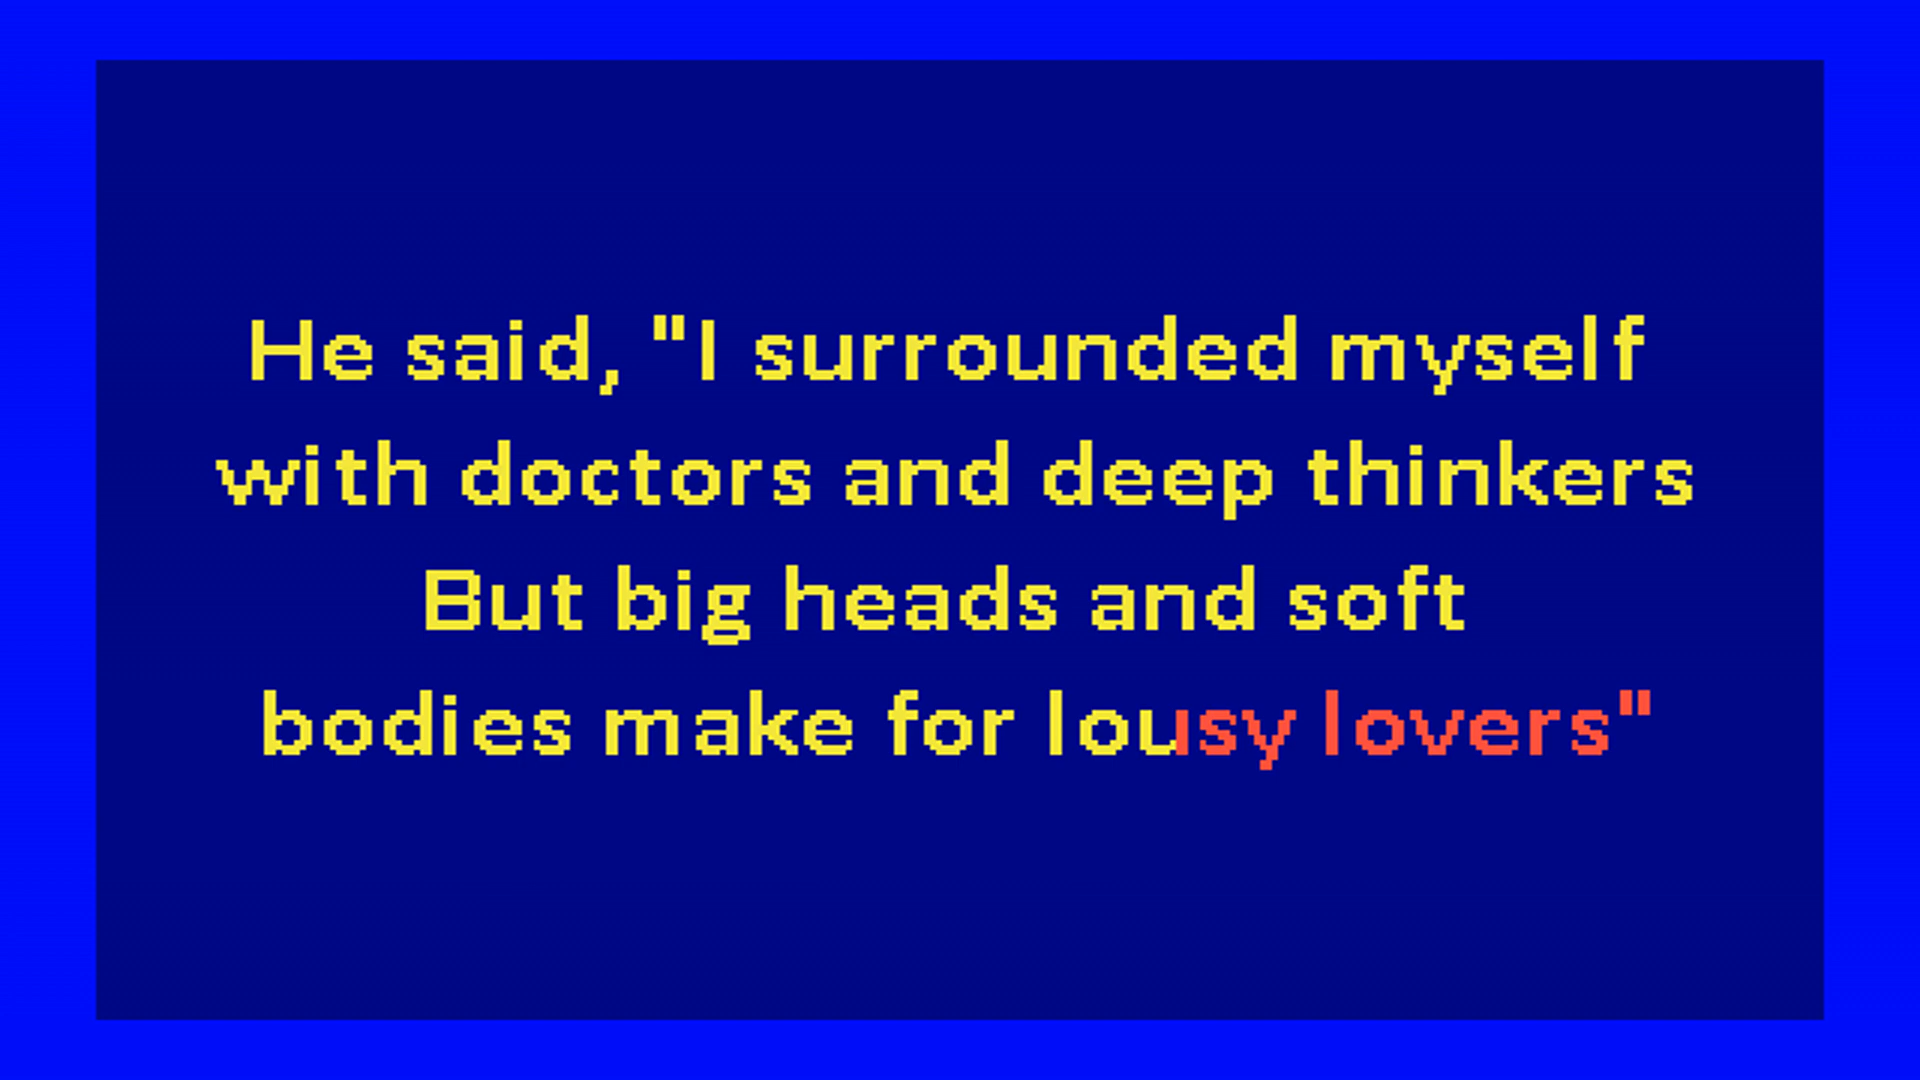 He said, "I surrounded myself
with doctors and deep thinkers
But big heads and soft
bodies make for lousy lovers"